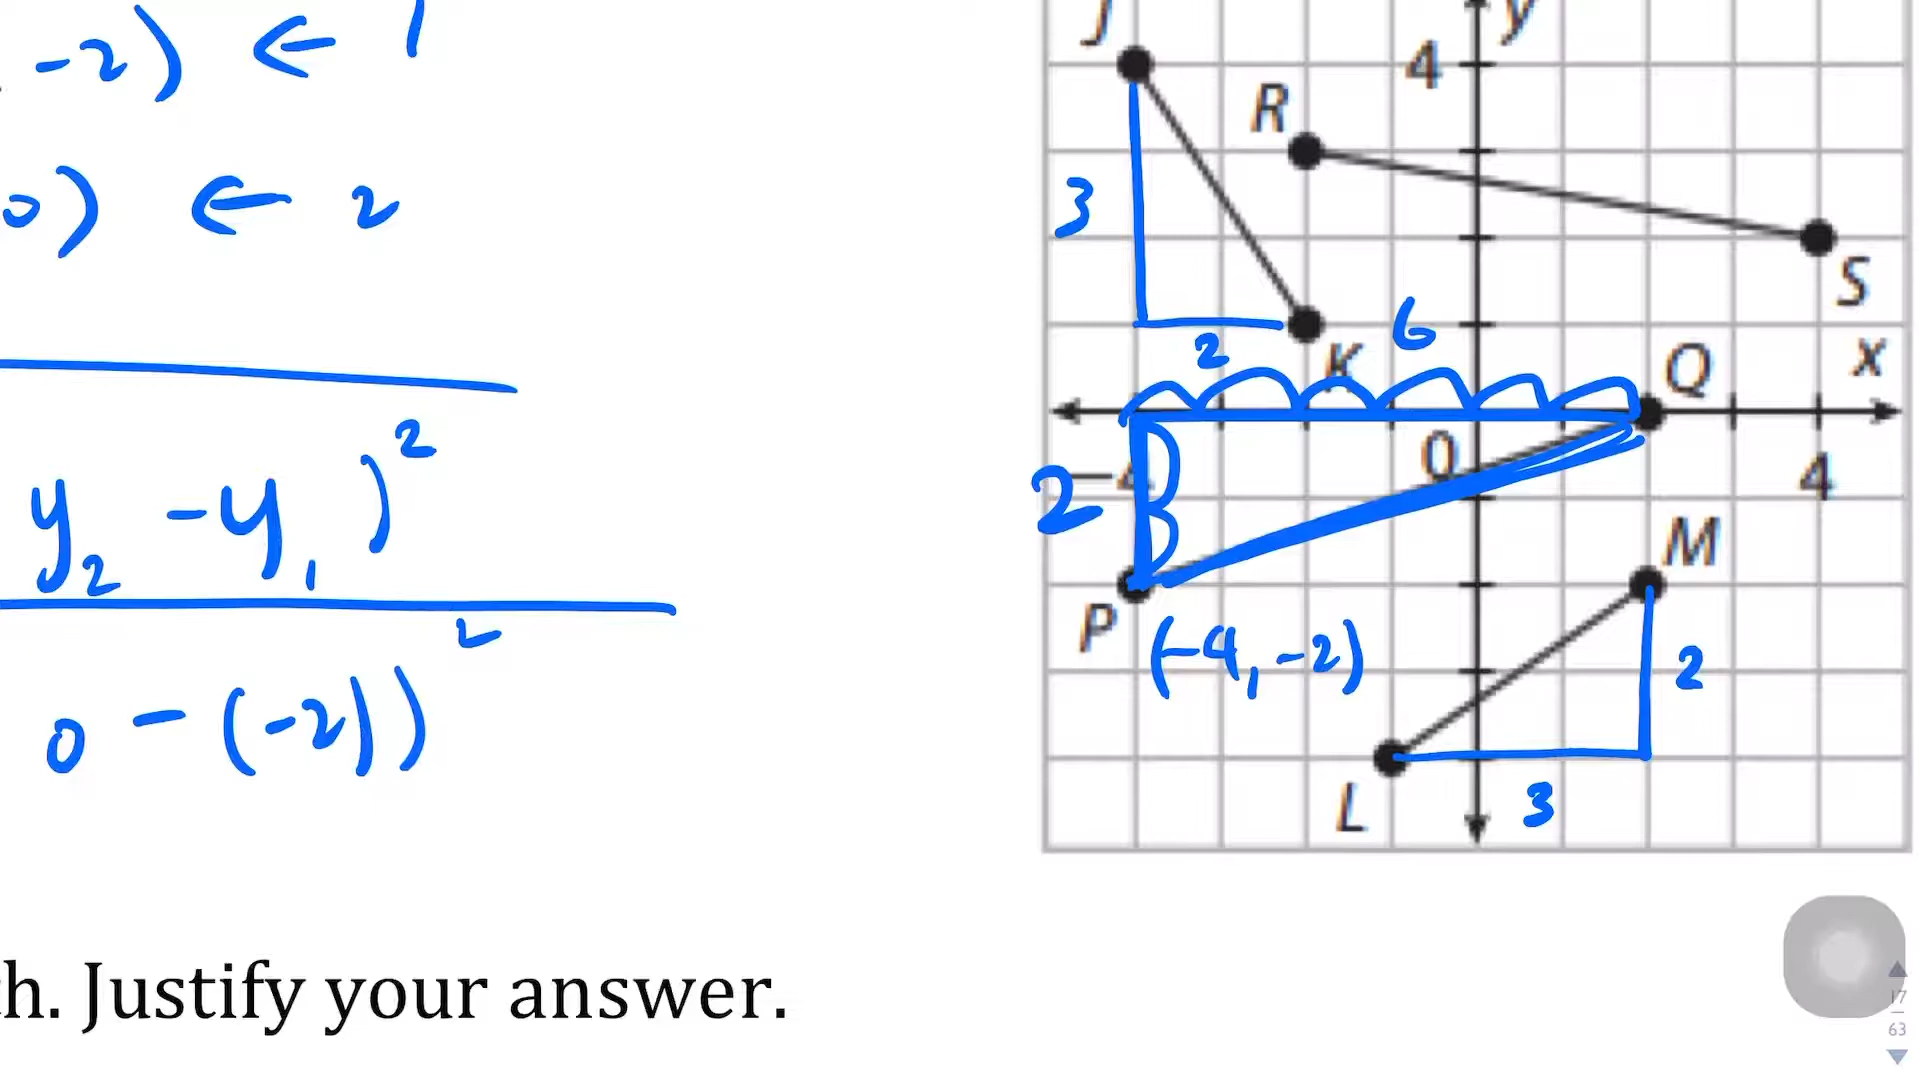 -2) ← 1
0) ← 2
y₂ - y₁)²
0 - (-2))²
h. Justify your answer.
J
y
4
R
3
S
2
K
6
Q
x
-4
0
4
2
M
P
(-4, -2)
2
L
3
17
63